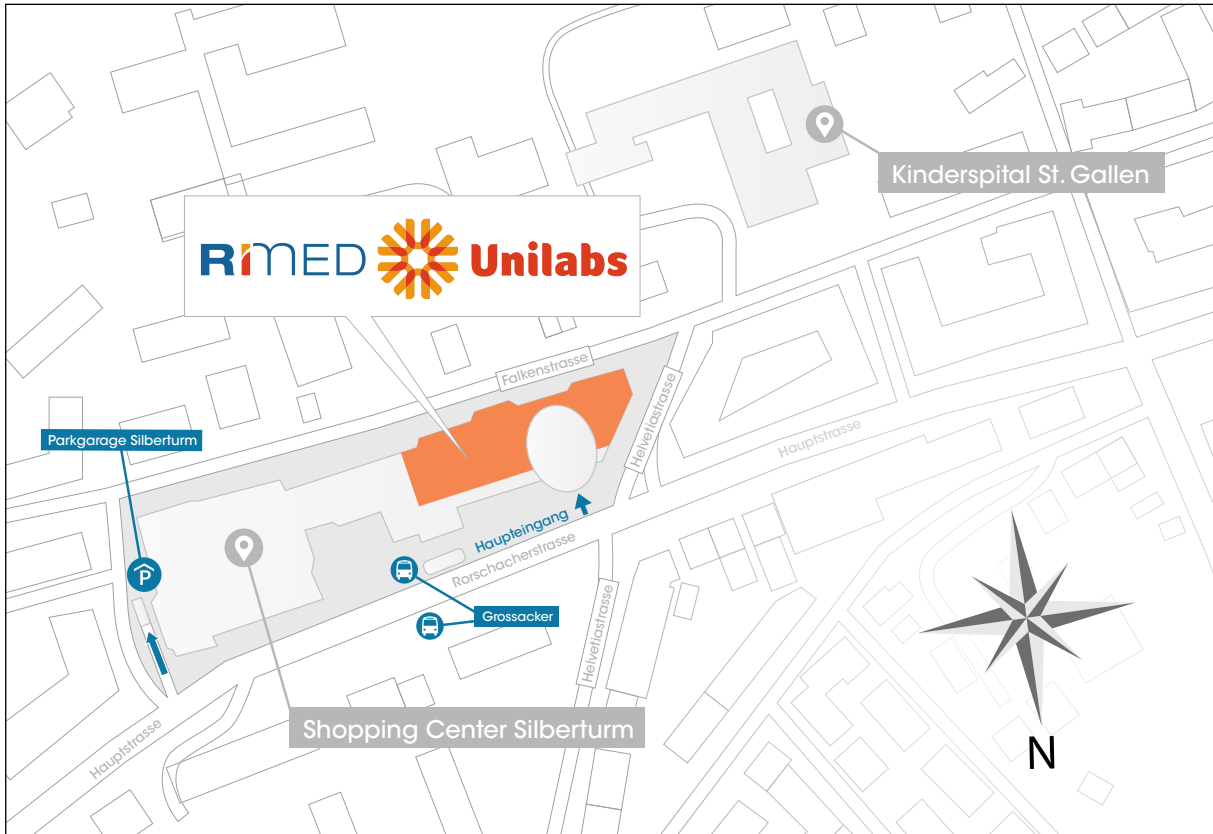 Kinderspital St. Gallen
RIMED Unilabs
Falkenstrasse
Helvetiastrasse
Parkgarage Silberturm
Hauptstrasse
Haupteingang
Rorschacherstrasse
P
Grossacker
Helvetiastrasse
Shopping Center Silberturm
Hauptstrasse
N